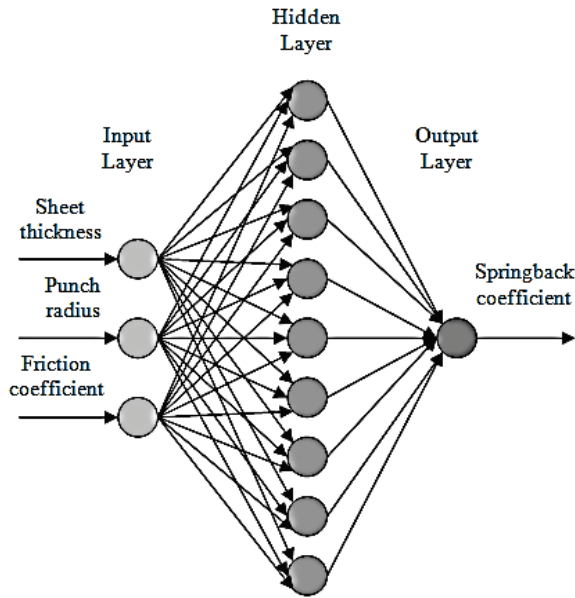 Hidden
Layer
Input
Layer
Output
Layer
Sheet
thickness
Punch
radius
Friction
coefficient
Springback
coefficient